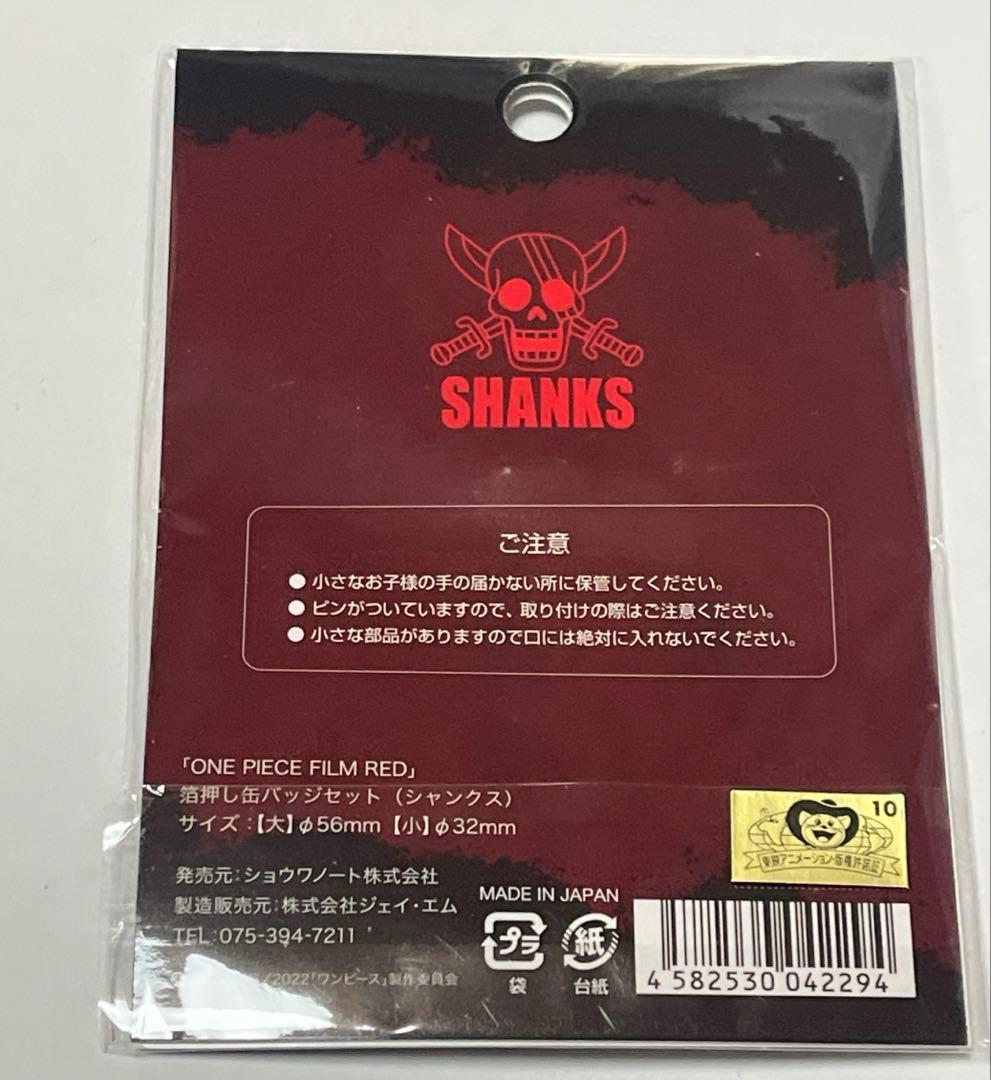 SHANKS
ご注意
● 小さなお子様の手の届かない所に保管してください。
● ピンがついていますので、取り付けの際はご注意ください。
● 小さな部品がありますので口には絶対に入れないでください。
「ONE PIECE FILM RED」
箔押し缶バッジセット（シャンクス）
サイズ：【大】φ56mm 【小】φ32mm
10
東映アニメーション・版権許諾証
発売元：ショウワノート株式会社
製造販売元：株式会社ジェイ・エム
TEL：075-394-7211
/2022「ワンピース」製作委員会
MADE IN JAPAN
プラ
袋
紙
台紙
4 582530 042294